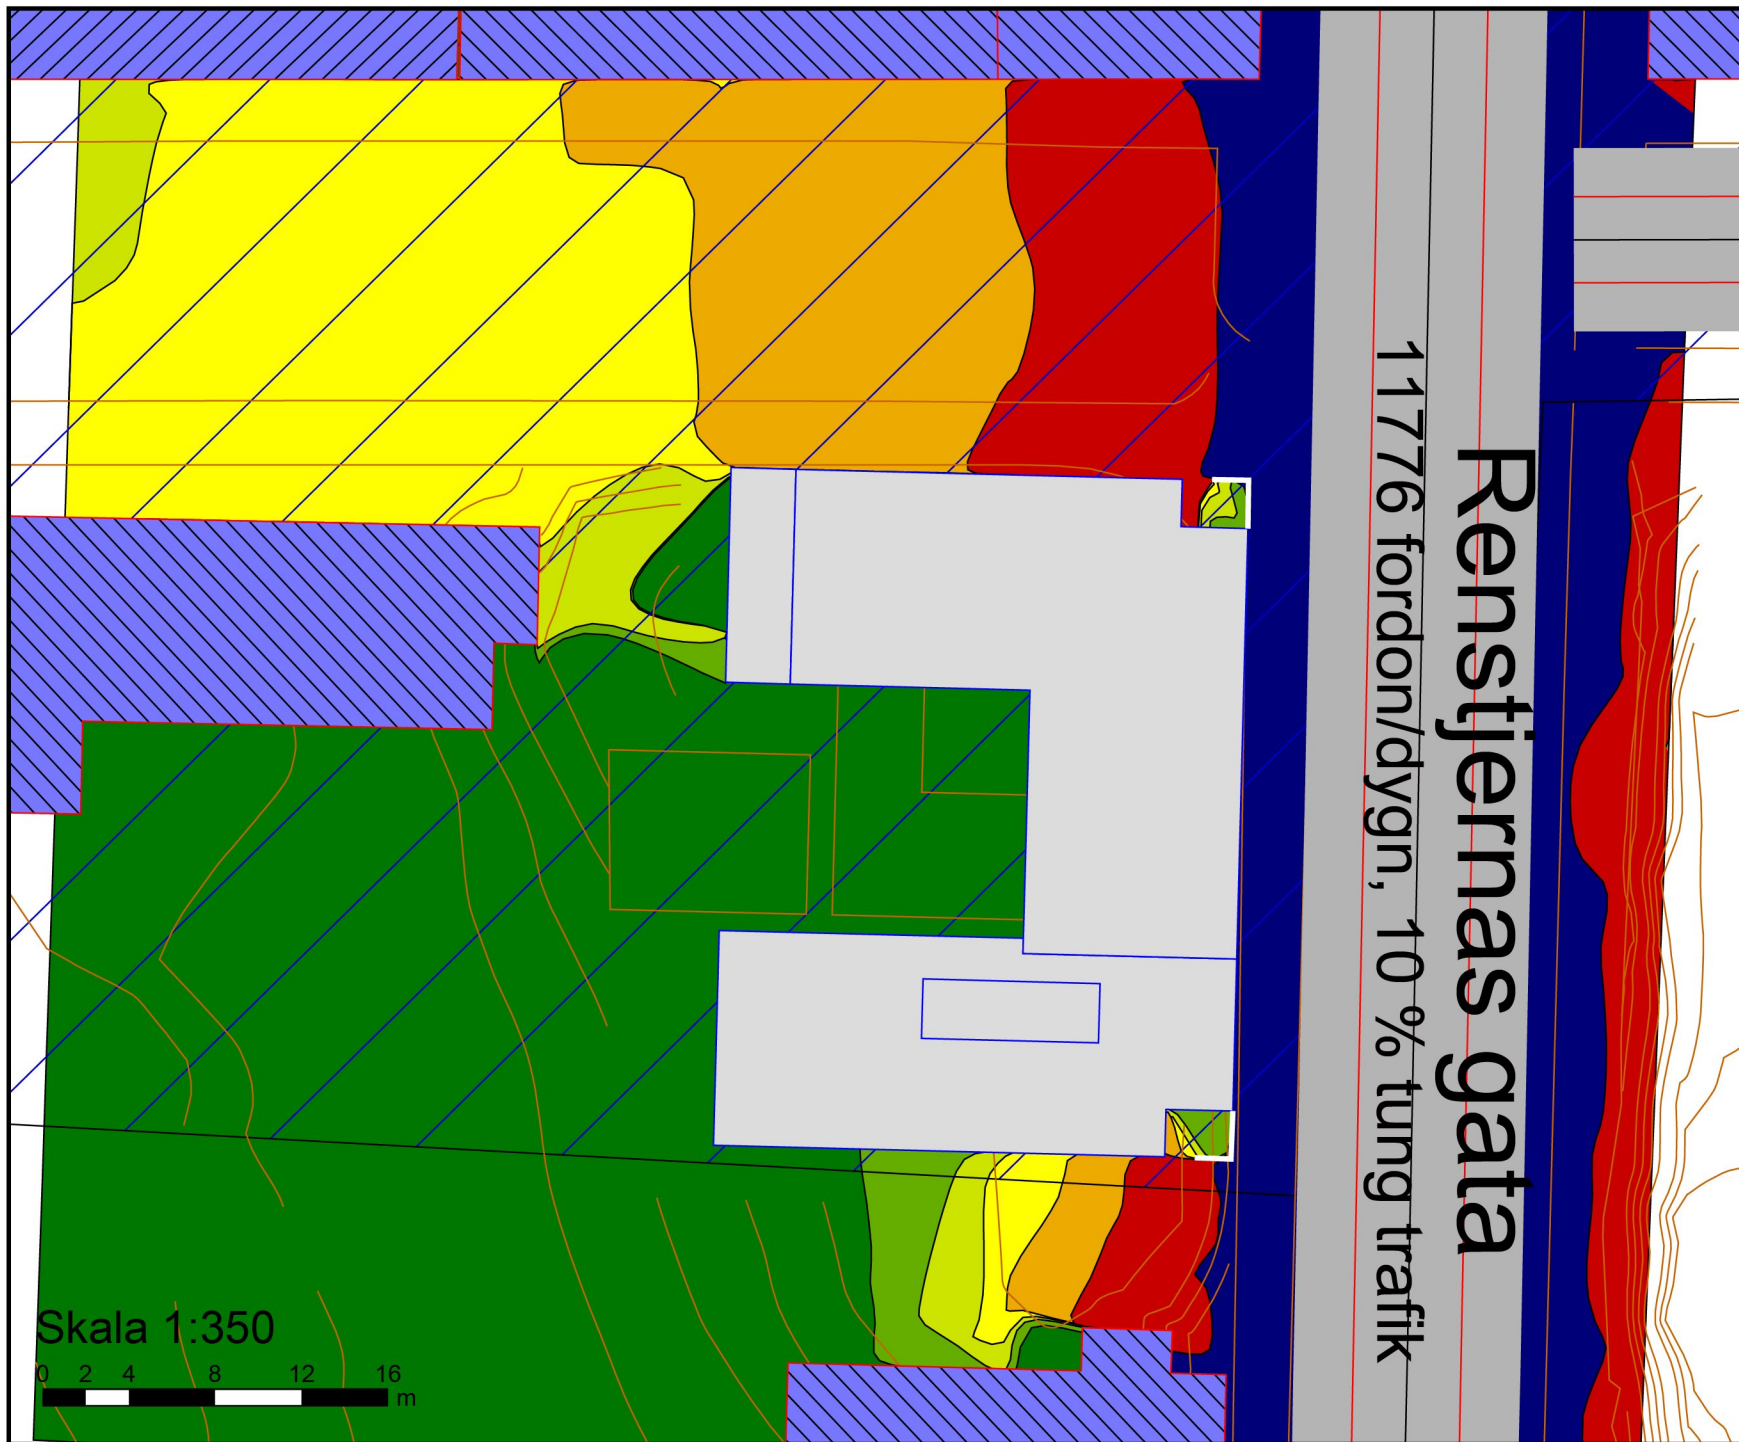 Renstjernas gata
11776 fordon/dygn, 10 % tung trafik
Skala 1:350
0 2 4 8 12 16
m